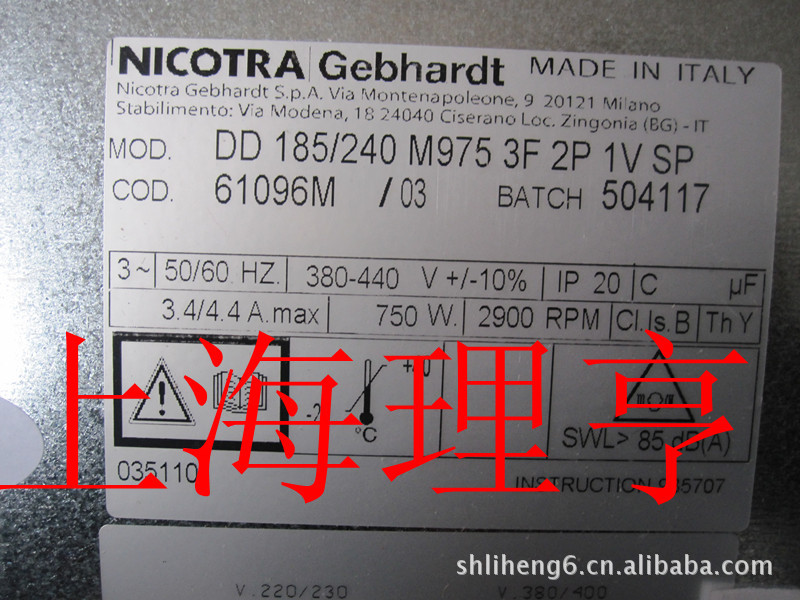 NICOTRA Gebhardt MADE IN ITALY
Nicotra Gebhardt S.p.A. Via Montenapoleone, 9 20121 Milano
Stabilimento: Via Modena, 18 24040 Ciserano Loc. Zingonia (BG) - IT
MOD. DD 185/240 M975 3F 2P 1V SP
COD. 61096M / 03 BATCH 504117
3~ 50/60 HZ. 380-440 V +/-10% IP 20 C µF
3.4/4.4 A.max 750 W. 2900 RPM Cl.Is.B Th Y
°C
SWL> 85 dB(A)
上海理亨
035110 INSTRUCTION
shliheng6.cn.alibaba.com
V.220/230 V.380/400